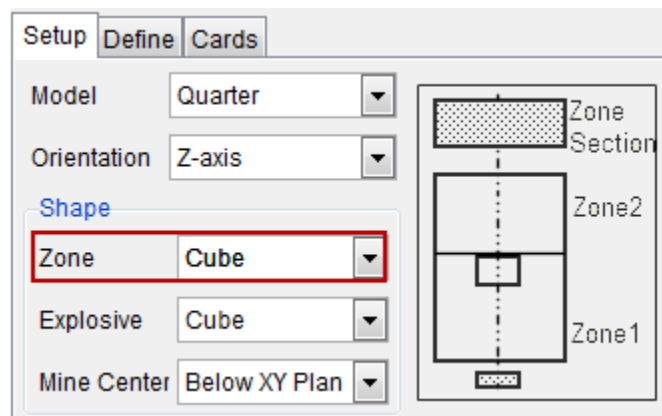 Setup Define Cards
Model Quarter
Orientation Z-axis
Shape
Zone Cube
Explosive Cube
Mine Center Below XY Plan
Zone
Section
Zone2
Zone1